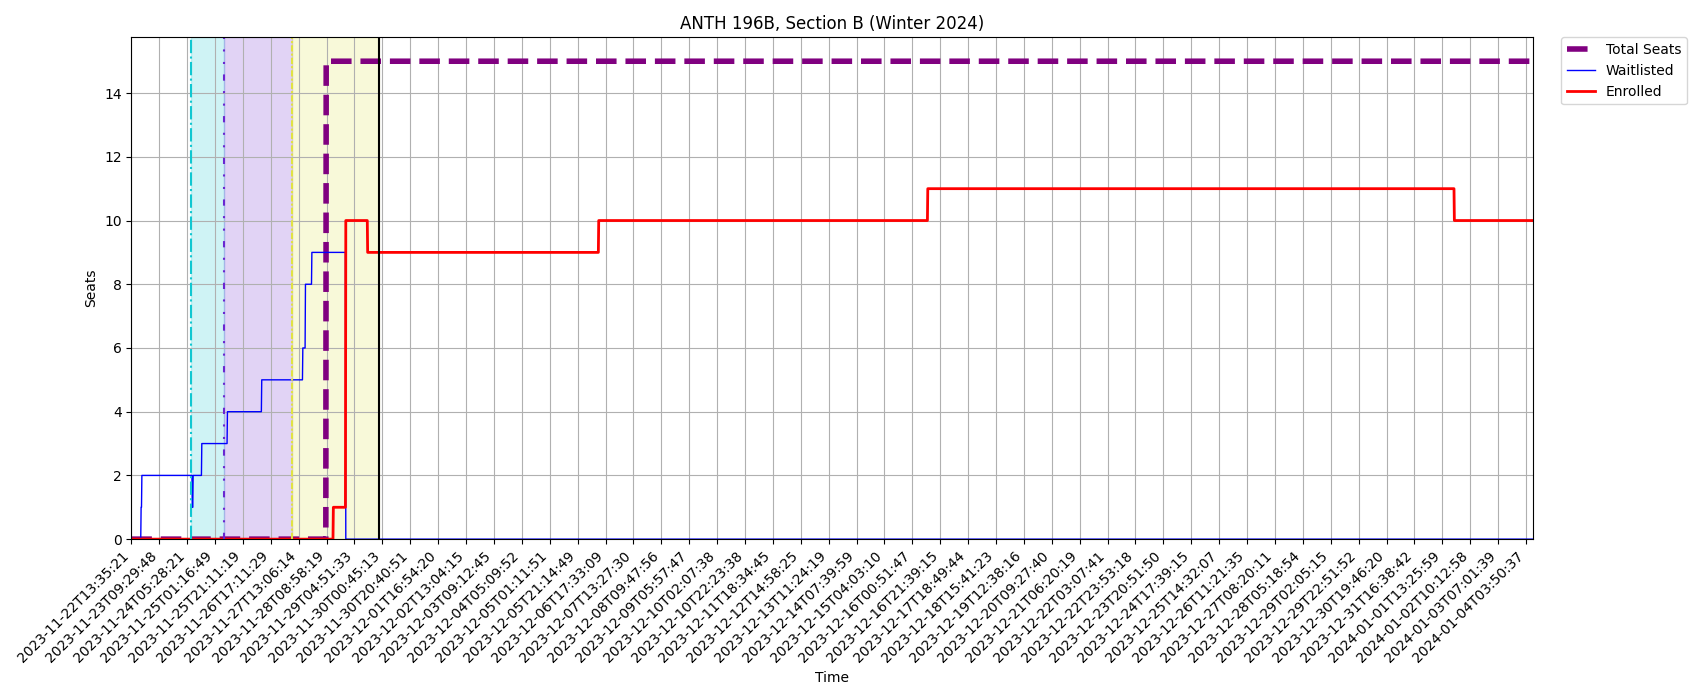 ANTH 196B, Section B (Winter 2024)
Total Seats
Waitlisted
Enrolled
14
12
10
8
6
4
2
0
Seats
2023-11-22T13:35:21
2023-11-23T09:29:48
2023-11-24T05:28:21
2023-11-25T01:16:49
2023-11-25T21:11:19
2023-11-26T17:11:29
2023-11-27T13:06:14
2023-11-28T08:58:19
2023-11-29T04:51:33
2023-11-30T00:45:13
2023-11-30T20:40:51
2023-12-01T16:54:20
2023-12-02T13:04:15
2023-12-03T09:12:45
2023-12-04T05:09:52
2023-12-05T01:11:51
2023-12-05T21:14:49
2023-12-06T17:33:09
2023-12-07T13:27:30
2023-12-08T09:47:56
2023-12-09T05:57:47
2023-12-10T02:07:38
2023-12-10T22:23:38
2023-12-11T18:34:45
2023-12-12T14:58:25
2023-12-13T11:24:19
2023-12-14T07:39:59
2023-12-15T04:03:10
2023-12-16T00:51:47
2023-12-16T21:39:15
2023-12-17T18:49:44
2023-12-18T15:41:23
2023-12-19T12:38:16
2023-12-20T09:27:40
2023-12-21T06:20:19
2023-12-22T03:07:41
2023-12-22T23:53:18
2023-12-23T20:51:50
2023-12-24T17:39:15
2023-12-25T14:32:07
2023-12-26T11:21:35
2023-12-27T08:20:11
2023-12-28T05:18:54
2023-12-29T02:05:15
2023-12-29T22:51:52
2023-12-30T19:46:20
2023-12-31T16:38:42
2024-01-01T13:25:59
2024-01-02T10:12:58
2024-01-03T07:01:39
2024-01-04T03:50:37
Time